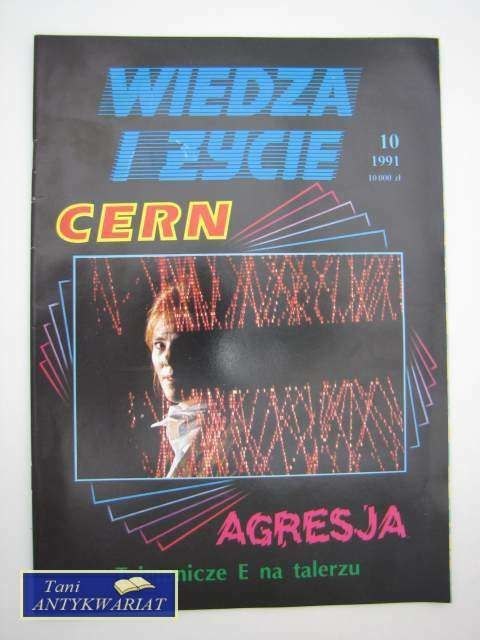 WIEDZA
I ŻYCIE
10
1991
10 000 zł
CERN
AGRESJA
E na talerzu
Tani
ANTYKWARIAT